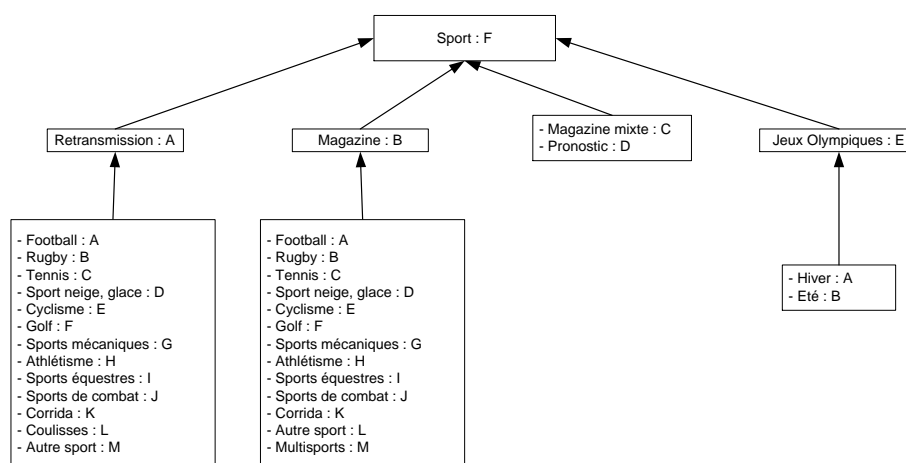 Sport : F
Retransmission : A
Magazine : B
- Magazine mixte : C
- Pronostic : D
Jeux Olympiques : E
- Football : A
- Rugby : B
- Tennis : C
- Sport neige, glace : D
- Cyclisme : E
- Golf : F
- Sports mécaniques : G
- Athlétisme : H
- Sports équestres : I
- Sports de combat : J
- Corrida : K
- Coulisses : L
- Autre sport : M
- Football : A
- Rugby : B
- Tennis : C
- Sport neige, glace : D
- Cyclisme : E
- Golf : F
- Sports mécaniques : G
- Athlétisme : H
- Sports équestres : I
- Sports de combat : J
- Corrida : K
- Autre sport : L
- Multisports : M
- Hiver : A
- Eté : B